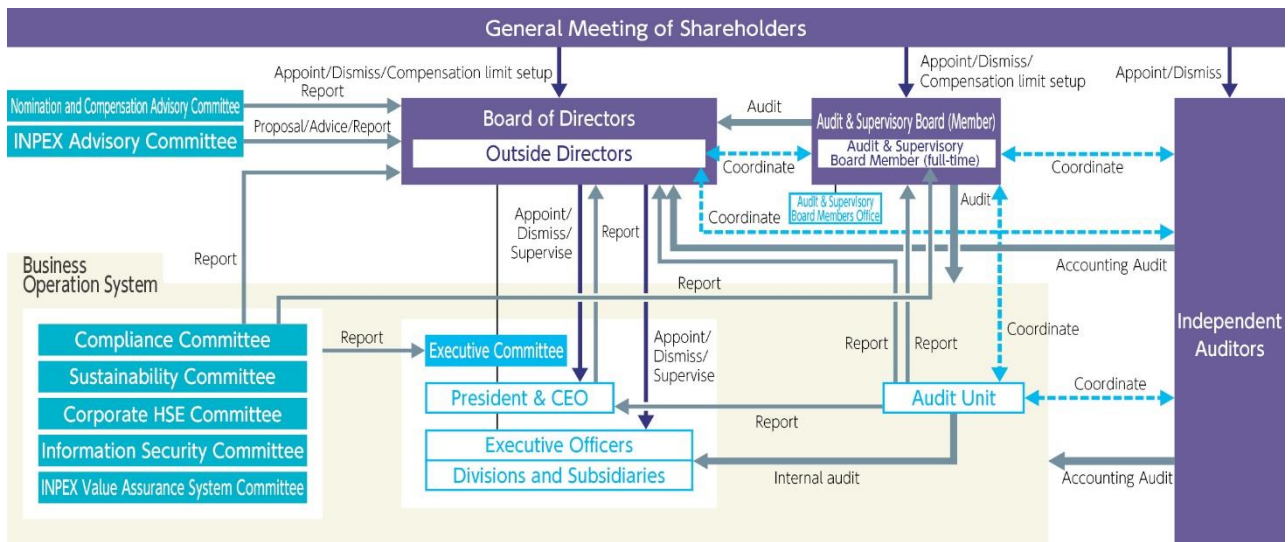 General Meeting of Shareholders
Appoint/Dismiss/Compensation limit setup
Appoint/Dismiss/
Compensation limit setup
Appoint/Dismiss
Nomination and Compensation Advisory Committee
Report
INPEX Advisory Committee
Proposal/Advice/Report
Board of Directors
Outside Directors
Audit
Audit & Supervisory Board (Member)
Audit & Supervisory
Board Member (full-time)
Coordinate
Coordinate
Audit & Supervisory
Board Members Office
Audit
Coordinate
Appoint/
Dismiss/
Supervise
Report
Report
Report
Accounting Audit
Business
Operation System
Report
Compliance Committee
Sustainability Committee
Corporate HSE Committee
Information Security Committee
INPEX Value Assurance System Committee
Report
Executive Committee
Appoint/
Dismiss/
Supervise
Report
Report
Coordinate
Independent
Auditors
President & CEO
Report
Audit Unit
Coordinate
Executive Officers
Divisions and Subsidiaries
Internal audit
Accounting Audit